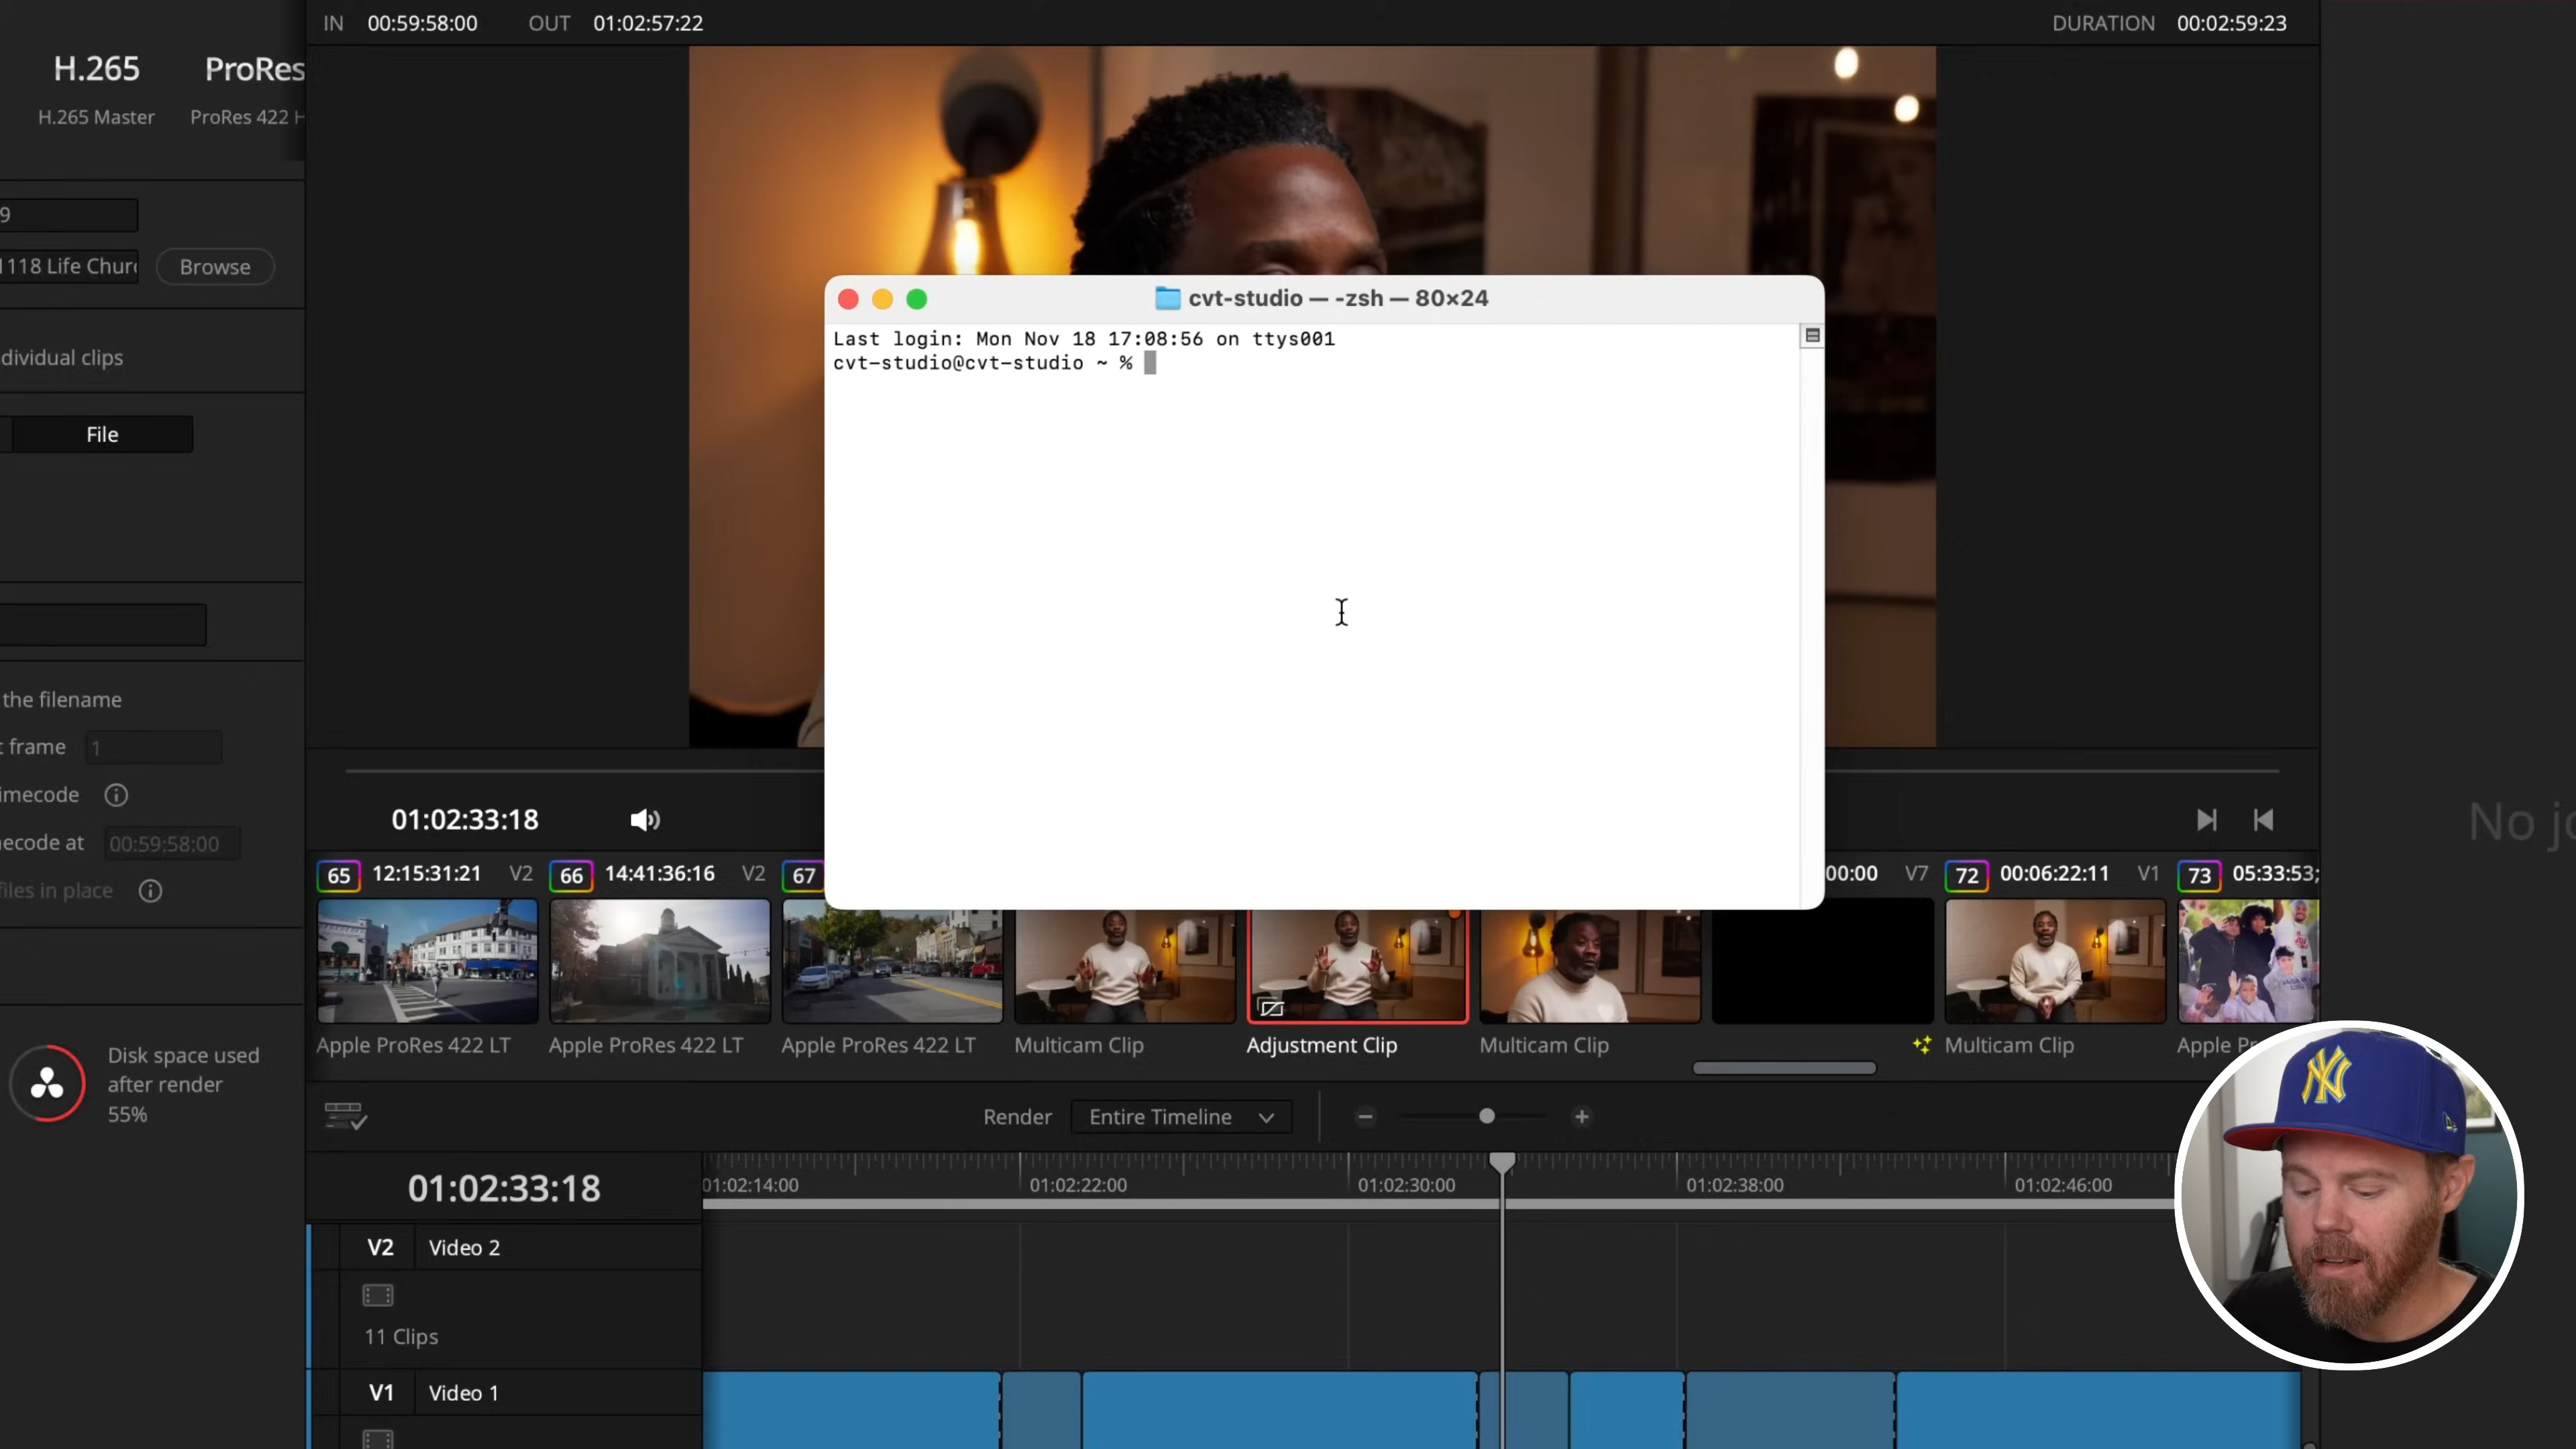 IN 00:59:58:00 OUT 01:02:57:22 DURATION 00:02:59:23
H.265 ProRes
H.265 Master ProRes 422 H
9
1118 Life Chur Browse
dividual clips
File
the filename
t frame 1
imecode
ecode at 00:59:58:00
files in place
Disk space used
after render
55%
cvt-studio — -zsh — 80×24
Last login: Mon Nov 18 17:08:56 on ttys001
cvt-studio@cvt-studio ~ %
01:02:33:18
No jo
65 12:15:31:21 V2 66 14:41:36:16 V2 67 00:00 V7 72 00:06:22:11 V1 73 05:33:53;
Apple ProRes 422 LT Apple ProRes 422 LT Apple ProRes 422 LT Multicam Clip Adjustment Clip Multicam Clip Multicam Clip Apple Pr
Render Entire Timeline
01:02:33:18 01:02:14:00 01:02:22:00 01:02:30:00 01:02:38:00 01:02:46:00
V2 Video 2
11 Clips
V1 Video 1
NY